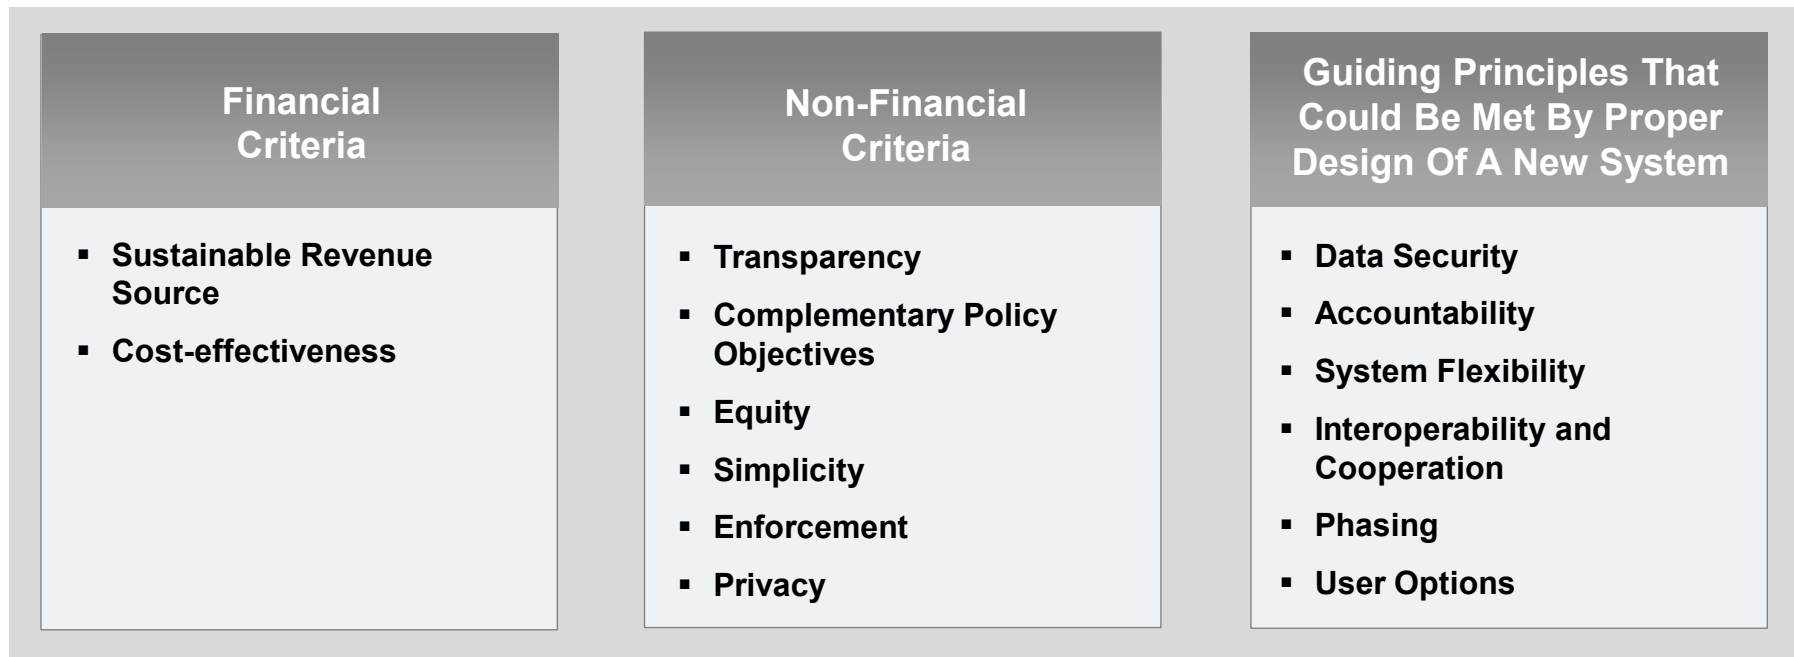 Financial
Criteria
▪ Sustainable Revenue
Source
▪ Cost-effectiveness
Non-Financial
Criteria
▪ Transparency
▪ Complementary Policy
Objectives
▪ Equity
▪ Simplicity
▪ Enforcement
▪ Privacy
Guiding Principles That
Could Be Met By Proper
Design Of A New System
▪ Data Security
▪ Accountability
▪ System Flexibility
▪ Interoperability and
Cooperation
▪ Phasing
▪ User Options